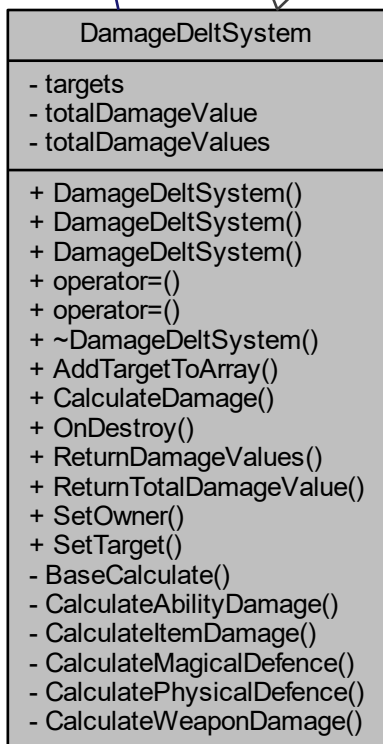 DamageDeltSystem
- targets
- totalDamageValue
- totalDamageValues
+ DamageDeltSystem()
+ DamageDeltSystem()
+ DamageDeltSystem()
+ operator=()
+ operator=()
+ ~DamageDeltSystem()
+ AddTargetToArray()
+ CalculateDamage()
+ OnDestroy()
+ ReturnDamageValues()
+ ReturnTotalDamageValue()
+ SetOwner()
+ SetTarget()
- BaseCalculate()
- CalculateAbilityDamage()
- CalculateItemDamage()
- CalculateMagicalDefence()
- CalculatePhysicalDefence()
- CalculateWeaponDamage()